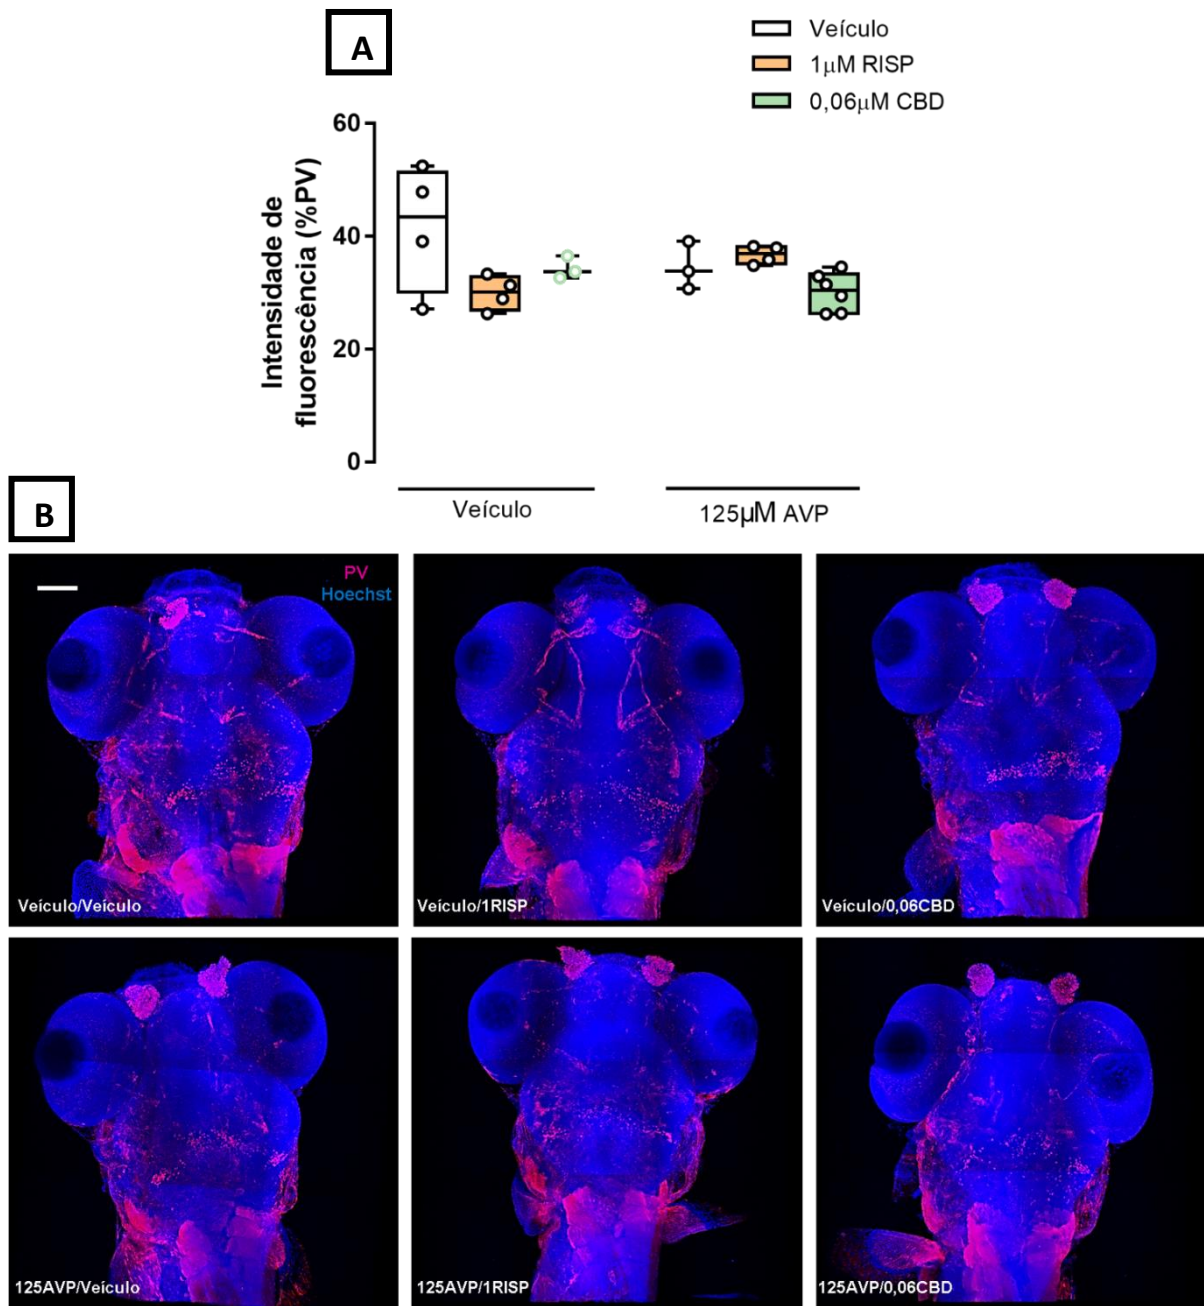 A
Veículo
1μM RISP
0,06μM CBD
60
40
20
0
Intensidade de
fluorescência (%PV)
Veículo
125μM AVP
B
PV
Hoechst
Veículo/Veículo
Veículo/1RISP
Veículo/0,06CBD
125AVP/Veículo
125AVP/1RISP
125AVP/0,06CBD